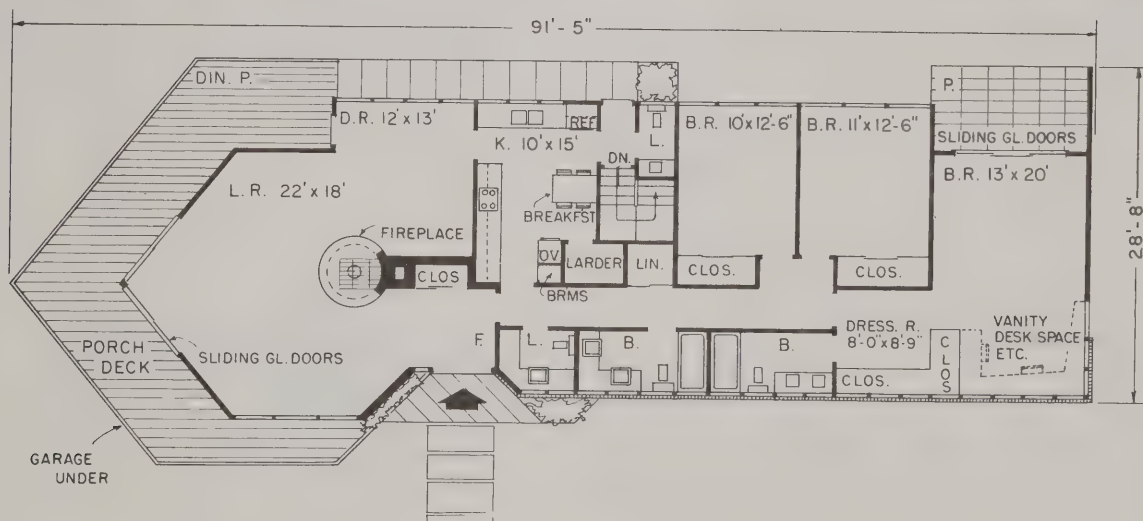 91'-5"
DIN. P.
P.
D.R. 12' x 13'
REF
K. 10' x 15'
L.
B.R. 10' x 12'-6"
B.R. 11' x 12'-6"
SLIDING GL. DOORS
DN.
B.R. 13' x 20'
28'-8"
L.R. 22' x 18'
BREAKFST
FIREPLACE
OV
LARDER
LIN.
CLOS.
CLOS.
CLOS
BRMS
PORCH
DECK
SLIDING GL. DOORS
F.
L.
B.
B.
DRESS. R.
8'-0" x 8'-9"
CLOS.
CLOS
VANITY
DESK SPACE
ETC.
GARAGE
UNDER